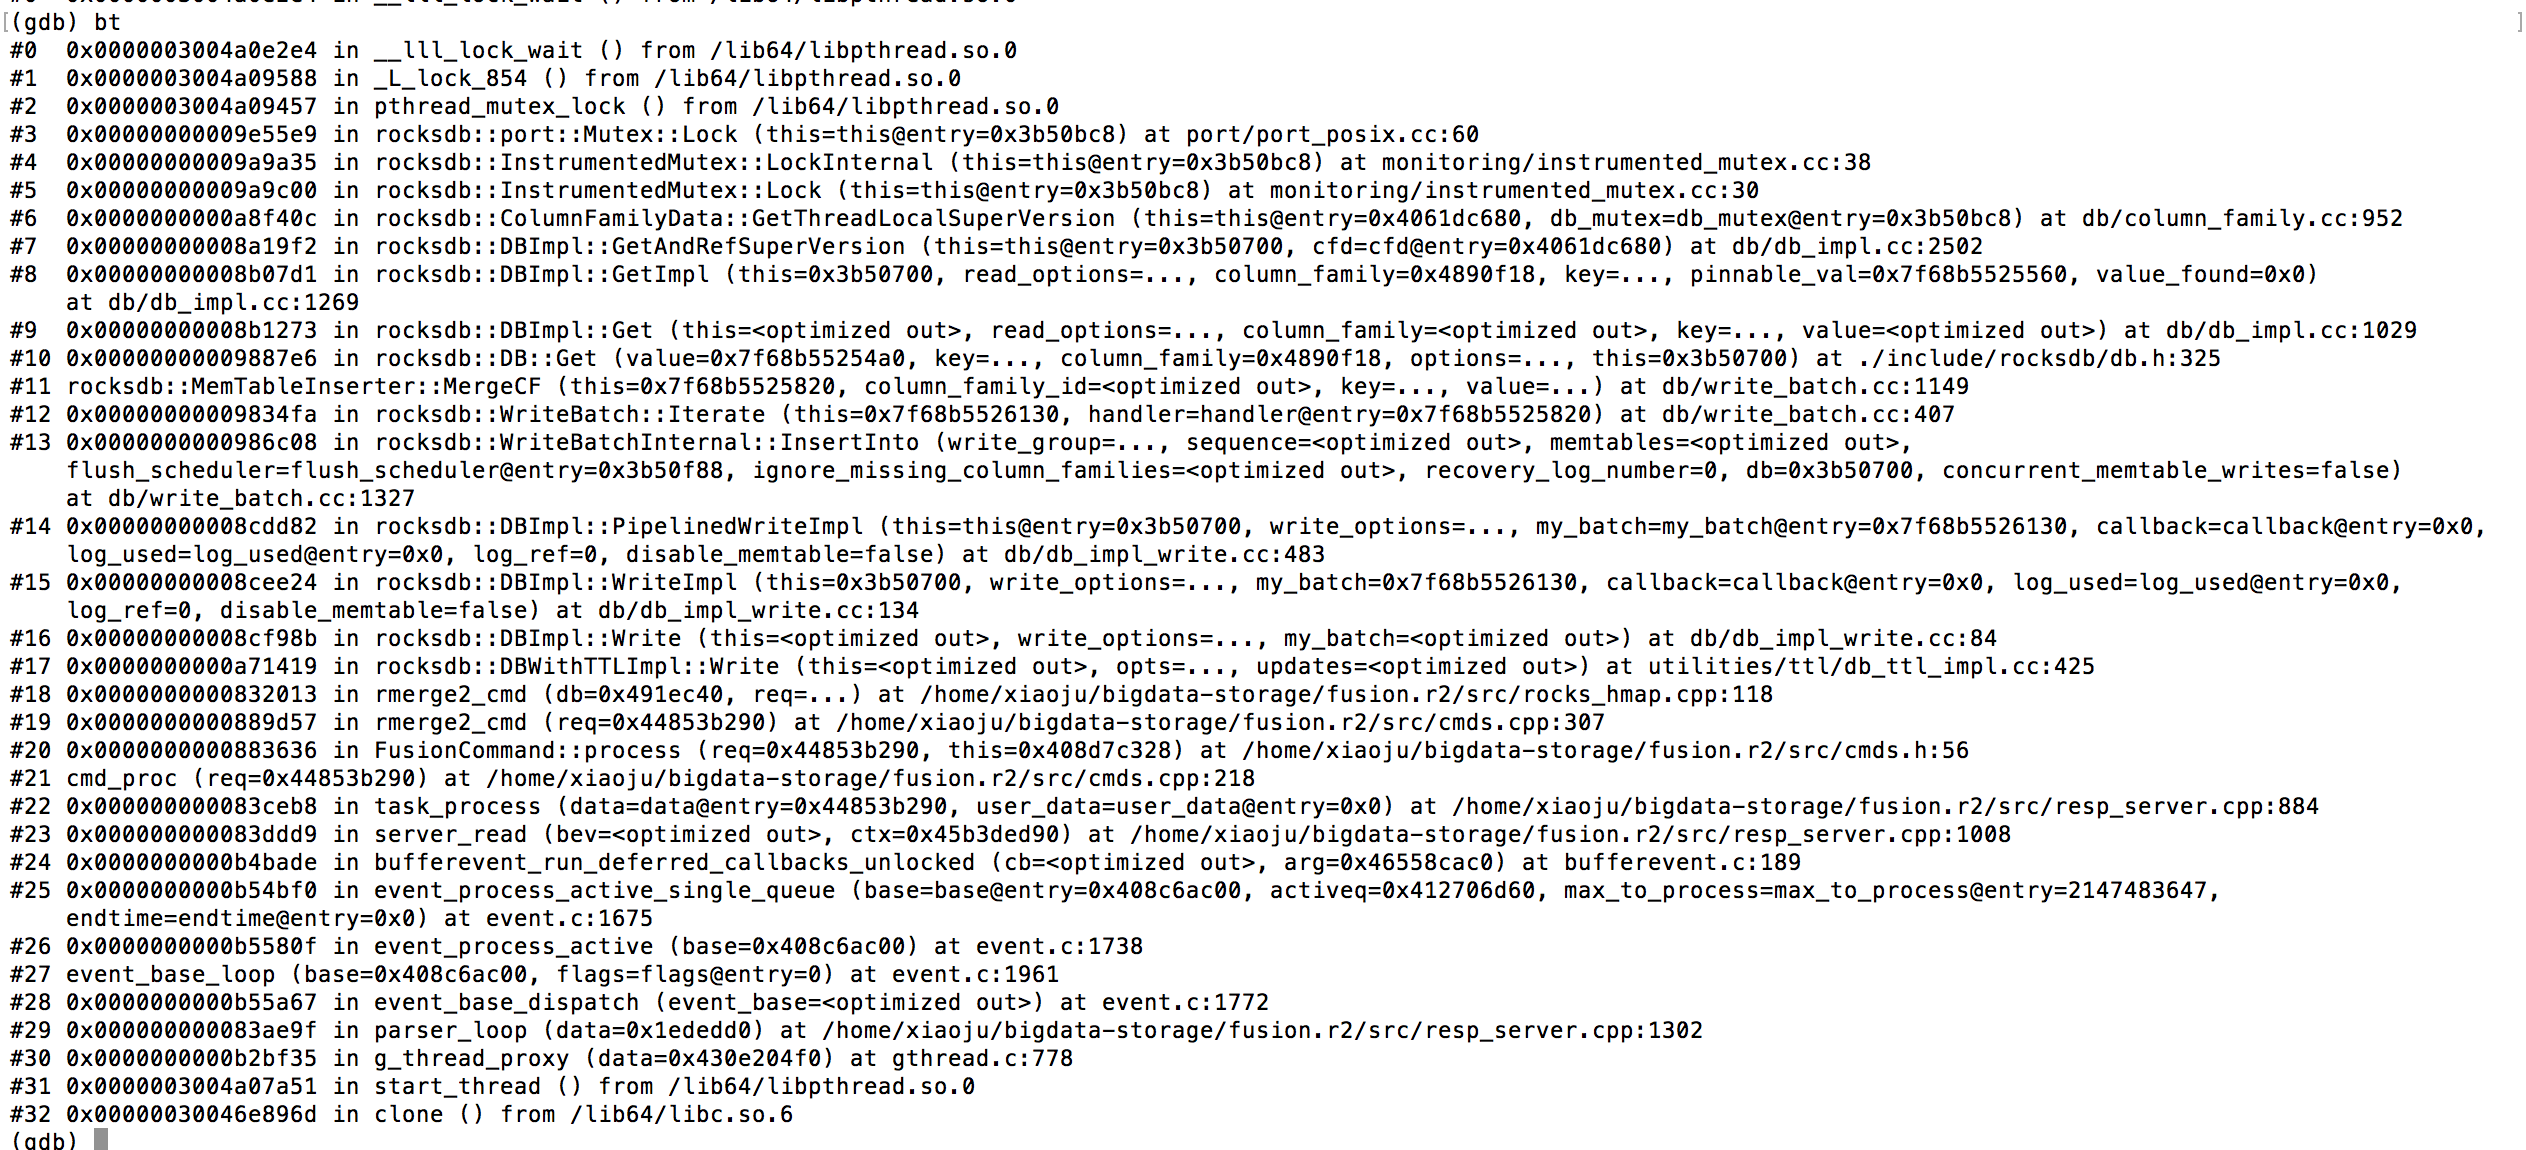 (gdb) bt
#0  0x0000003004a0e2e4 in __lll_lock_wait () from /lib64/libpthread.so.0
#1  0x0000003004a09588 in _L_lock_854 () from /lib64/libpthread.so.0
#2  0x0000003004a09457 in pthread_mutex_lock () from /lib64/libpthread.so.0
#3  0x00000000009e55e9 in rocksdb::port::Mutex::Lock (this=this@entry=0x3b50bc8) at port/port_posix.cc:60
#4  0x00000000009a9a35 in rocksdb::InstrumentedMutex::LockInternal (this=this@entry=0x3b50bc8) at monitoring/instrumented_mutex.cc:38
#5  0x00000000009a9c00 in rocksdb::InstrumentedMutex::Lock (this=this@entry=0x3b50bc8) at monitoring/instrumented_mutex.cc:30
#6  0x0000000000a8f40c in rocksdb::ColumnFamilyData::GetThreadLocalSuperVersion (this=this@entry=0x4061dc680, db_mutex=db_mutex@entry=0x3b50bc8) at db/column_family.cc:952
#7  0x00000000008a19f2 in rocksdb::DBImpl::GetAndRefSuperVersion (this=this@entry=0x3b50700, cfd=cfd@entry=0x4061dc680) at db/db_impl.cc:2502
#8  0x00000000008b07d1 in rocksdb::DBImpl::GetImpl (this=0x3b50700, read_options=..., column_family=0x4890f18, key=..., pinnable_val=0x7f68b5525560, value_found=0x0)
    at db/db_impl.cc:1269
#9  0x00000000008b1273 in rocksdb::DBImpl::Get (this=<optimized out>, read_options=..., column_family=<optimized out>, key=..., value=<optimized out>) at db/db_impl.cc:1029
#10 0x00000000009887e6 in rocksdb::DB::Get (value=0x7f68b55254a0, key=..., column_family=0x4890f18, options=..., this=0x3b50700) at ./include/rocksdb/db.h:325
#11 rocksdb::MemTableInserter::MergeCF (this=0x7f68b5525820, column_family_id=<optimized out>, key=..., value=...) at db/write_batch.cc:1149
#12 0x00000000009834fa in rocksdb::WriteBatch::Iterate (this=0x7f68b5526130, handler=handler@entry=0x7f68b5525820) at db/write_batch.cc:407
#13 0x0000000000986c08 in rocksdb::WriteBatchInternal::InsertInto (write_group=..., sequence=<optimized out>, memtables=<optimized out>,
    flush_scheduler=flush_scheduler@entry=0x3b50f88, ignore_missing_column_families=<optimized out>, recovery_log_number=0, db=0x3b50700, concurrent_memtable_writes=false)
    at db/write_batch.cc:1327
#14 0x00000000008cdd82 in rocksdb::DBImpl::PipelinedWriteImpl (this=this@entry=0x3b50700, write_options=..., my_batch=my_batch@entry=0x7f68b5526130, callback=callback@entry=0x0,
    log_used=log_used@entry=0x0, log_ref=0, disable_memtable=false) at db/db_impl_write.cc:483
#15 0x00000000008cee24 in rocksdb::DBImpl::WriteImpl (this=0x3b50700, write_options=..., my_batch=0x7f68b5526130, callback=callback@entry=0x0, log_used=log_used@entry=0x0,
    log_ref=0, disable_memtable=false) at db/db_impl_write.cc:134
#16 0x00000000008cf98b in rocksdb::DBImpl::Write (this=<optimized out>, write_options=..., my_batch=<optimized out>) at db/db_impl_write.cc:84
#17 0x0000000000a71419 in rocksdb::DBWithTTLImpl::Write (this=<optimized out>, opts=..., updates=<optimized out>) at utilities/ttl/db_ttl_impl.cc:425
#18 0x0000000000832013 in rmerge2_cmd (db=0x491ec40, req=...) at /home/xiaoju/bigdata-storage/fusion.r2/src/rocks_hmap.cpp:118
#19 0x0000000000889d57 in rmerge2_cmd (req=0x44853b290) at /home/xiaoju/bigdata-storage/fusion.r2/src/cmds.cpp:307
#20 0x0000000000883636 in FusionCommand::process (req=0x44853b290, this=0x408d7c328) at /home/xiaoju/bigdata-storage/fusion.r2/src/cmds.h:56
#21 cmd_proc (req=0x44853b290) at /home/xiaoju/bigdata-storage/fusion.r2/src/cmds.cpp:218
#22 0x000000000083ceb8 in task_process (data=data@entry=0x44853b290, user_data=user_data@entry=0x0) at /home/xiaoju/bigdata-storage/fusion.r2/src/resp_server.cpp:884
#23 0x000000000083ddd9 in server_read (bev=<optimized out>, ctx=0x45b3ded90) at /home/xiaoju/bigdata-storage/fusion.r2/src/resp_server.cpp:1008
#24 0x0000000000b4bade in bufferevent_run_deferred_callbacks_unlocked (cb=<optimized out>, arg=0x46558cac0) at bufferevent.c:189
#25 0x0000000000b54bf0 in event_process_active_single_queue (base=base@entry=0x408c6ac00, activeq=0x412706d60, max_to_process=max_to_process@entry=2147483647,
    endtime=endtime@entry=0x0) at event.c:1675
#26 0x0000000000b5580f in event_process_active (base=0x408c6ac00) at event.c:1738
#27 event_base_loop (base=0x408c6ac00, flags=flags@entry=0) at event.c:1961
#28 0x0000000000b55a67 in event_base_dispatch (event_base=<optimized out>) at event.c:1772
#29 0x000000000083ae9f in parser_loop (data=0x1ededd0) at /home/xiaoju/bigdata-storage/fusion.r2/src/resp_server.cpp:1302
#30 0x0000000000b2bf35 in g_thread_proxy (data=0x430e204f0) at gthread.c:778
#31 0x0000003004a07a51 in start_thread () from /lib64/libpthread.so.0
#32 0x00000030046e896d in clone () from /lib64/libc.so.6
(gdb)